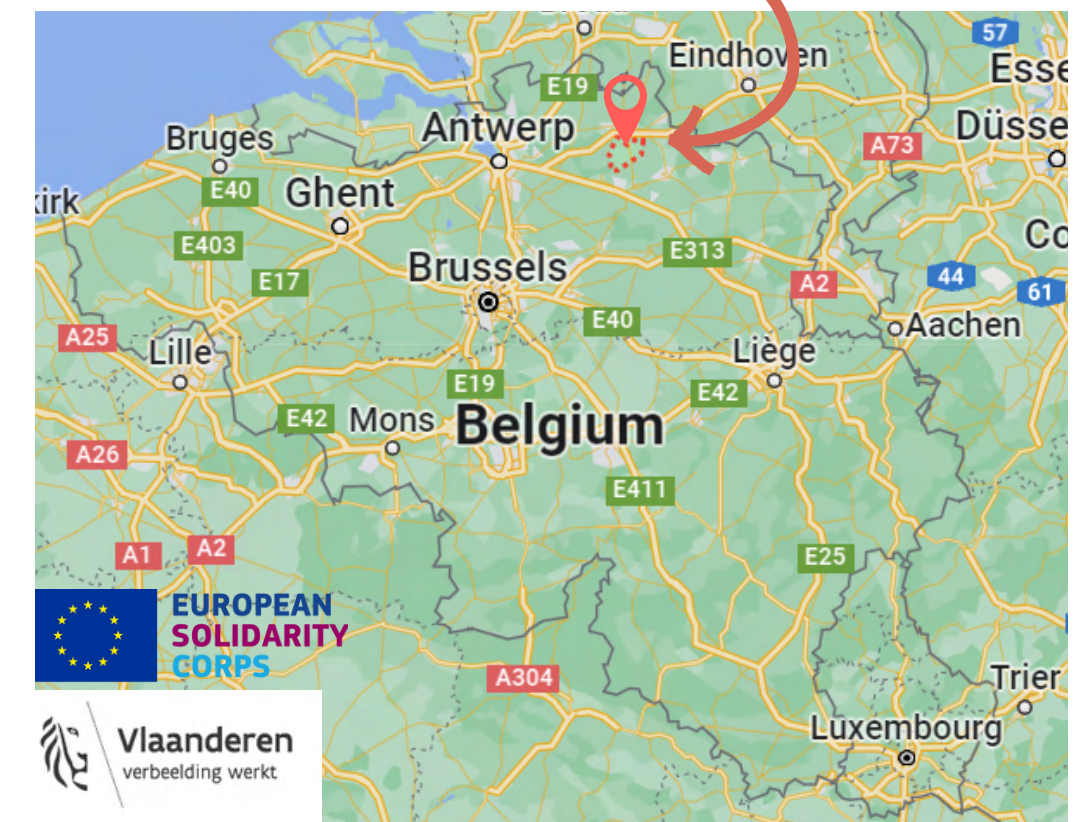 57
Eindhoven
Esse
E19
Antwerp
Düsse
Bruges
A73
E40
Ghent
kirk
E403
E313
Co
Brussels
E17
A2
44
61
E40
A25
Aachen
Lille
Liège
E19
E42
E42
Mons
Belgium
A26
E411
A1
A2
E25
EUROPEAN
SOLIDARITY
CORPS
A304
Trier
Luxembourg
Vlaanderen
verbeelding werkt